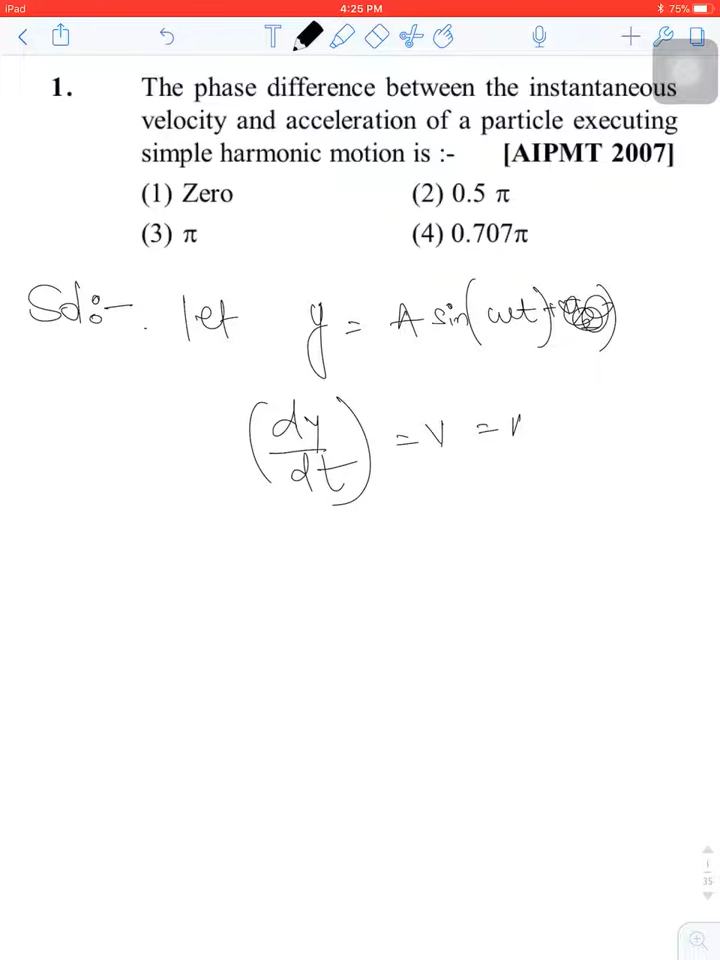 iPad 4:25 PM 75%
1. The phase difference between the instantaneous
velocity and acceleration of a particle executing
simple harmonic motion is :- [AIPMT 2007]
(1) Zero (2) 0.5 π
(3) π (4) 0.707π
Sol:- let y = A sin(ωt)
(dy/dt) = v =
1
35